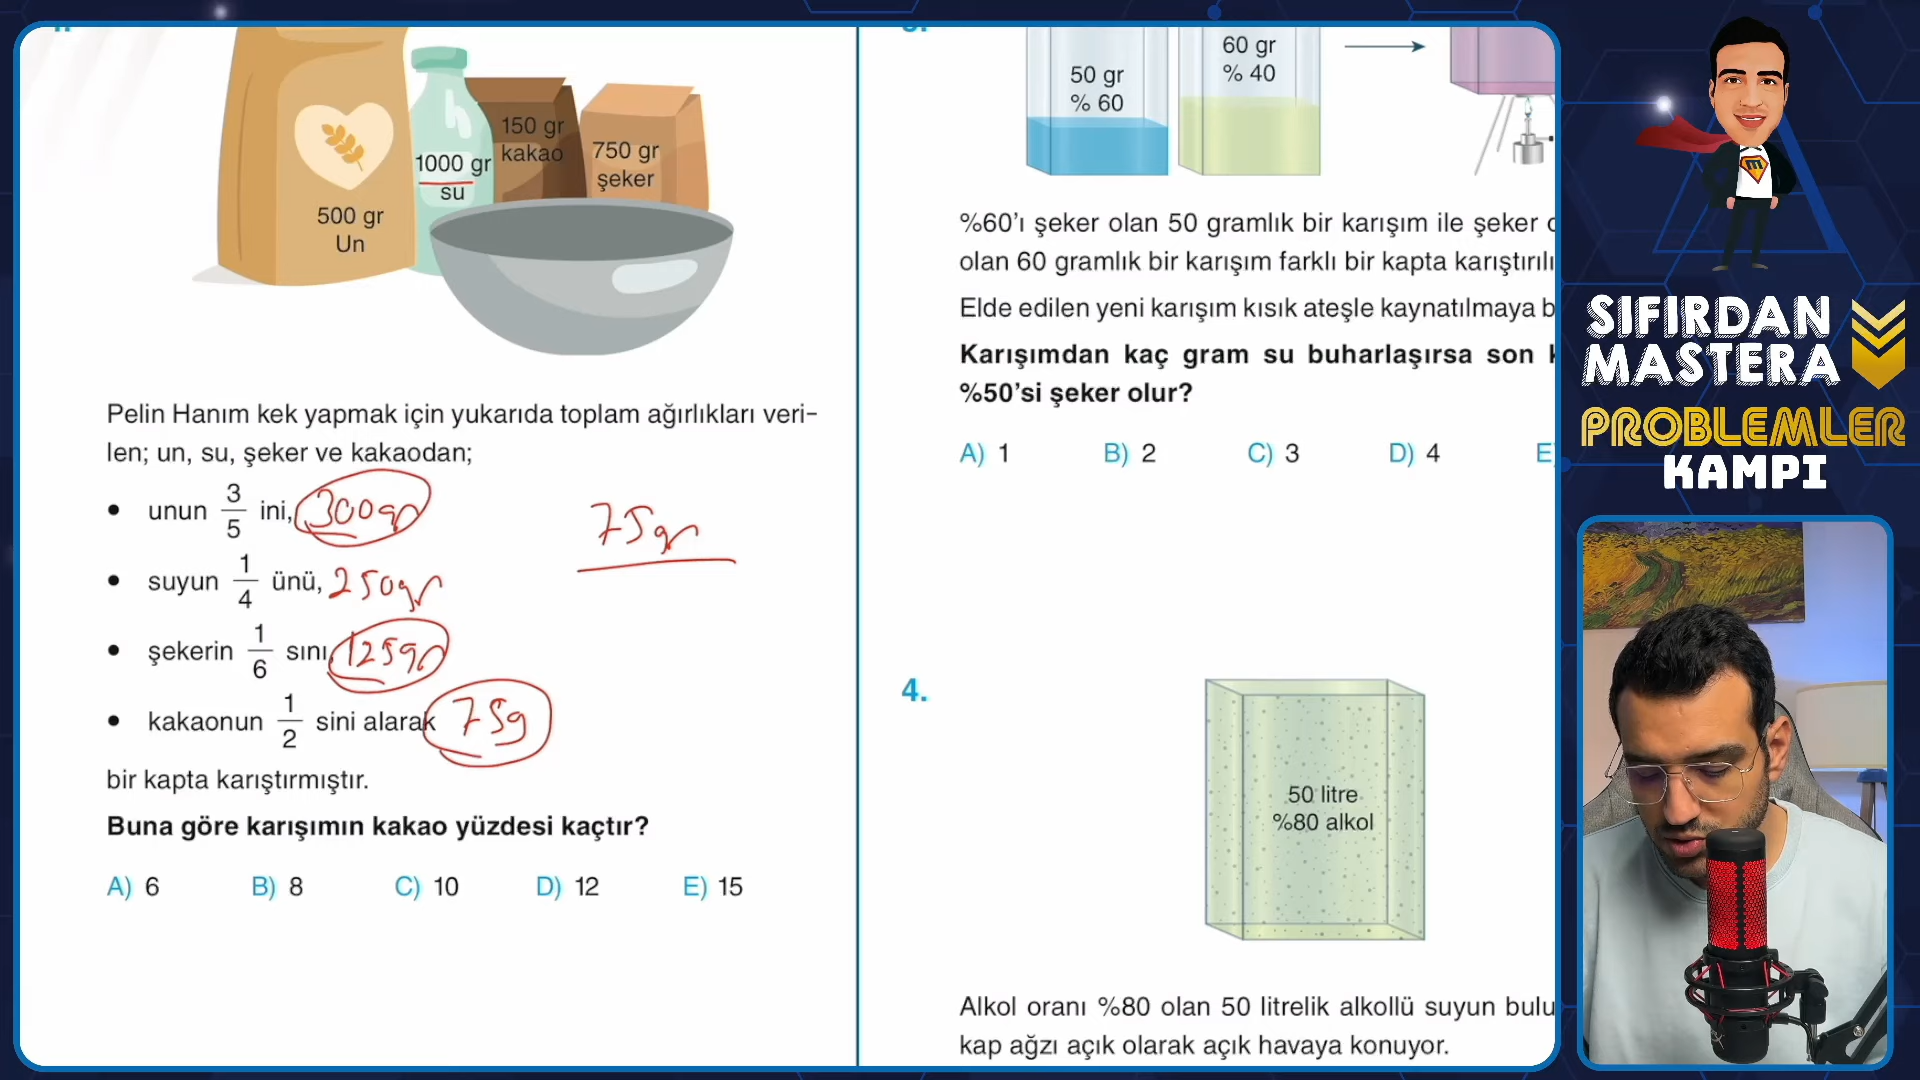 500 gr
Un
1000 gr
su
150 gr
kakao
750 gr
şeker
Pelin Hanım kek yapmak için yukarıda toplam ağırlıkları veri-
len; un, su, şeker ve kakaodan;
• unun 3/5 ini, 300gr
• suyun 1/4 ünü, 250gr
• şekerin 1/6 sını 125gr
• kakaonun 1/2 sini alarak 75g
75gr
bir kapta karıştırmıştır.
Buna göre karışımın kakao yüzdesi kaçtır?
A) 6 B) 8 C) 10 D) 12 E) 15
50 gr
% 60
60 gr
% 40
%60’ı şeker olan 50 gramlık bir karışım ile şeker
olan 60 gramlık bir karışım farklı bir kapta karıştırılı
Elde edilen yeni karışım kısık ateşle kaynatılmaya b
Karışımdan kaç gram su buharlaşırsa son
%50’si şeker olur?
A) 1 B) 2 C) 3 D) 4 E)
4.
50 litre
%80 alkol
Alkol oranı %80 olan 50 litrelik alkollü suyun bulu
kap ağzı açık olarak açık havaya konuyor.
SIFIRDAN
MASTERA
PROBLEMLER
KAMPI